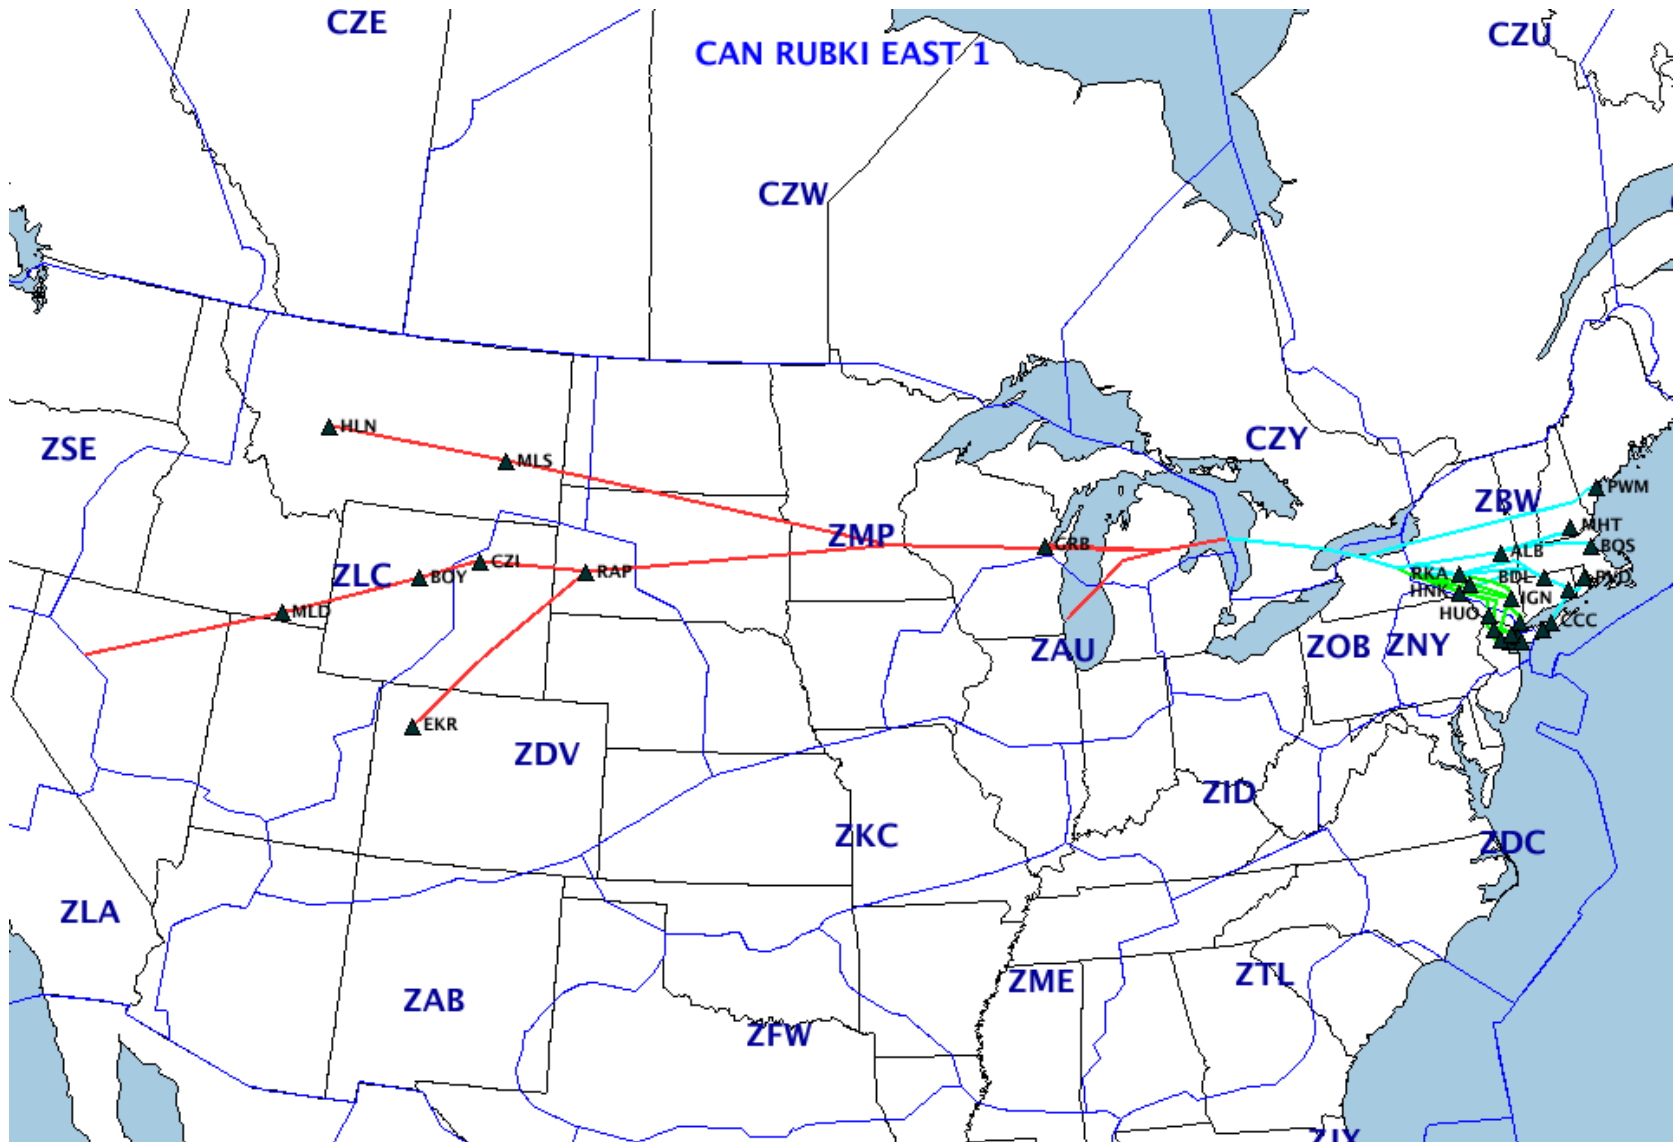 CZE
CAN RUBKI EAST 1
CZU
CZW
HLN
ZSE
MLS
CZY
ZBW
PWM
MHT
ZMP
GRB
ALB
BOS
ZLC
BOY
CZI
RAP
RKA
BDL
PVD
HNK
IGN
MLD
HUO
CCC
ZAU
ZOB
ZNY
EKR
ZDV
ZID
ZKC
ZDC
ZLA
ZME
ZTL
ZAB
ZFW
ZJX